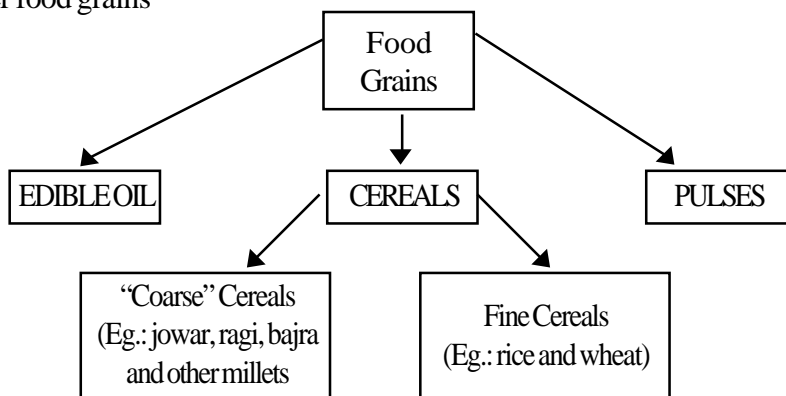 food grains
Food
Grains
EDIBLE OIL
CEREALS
PULSES
“Coarse” Cereals
(Eg.: jowar, ragi, bajra
and other millets
Fine Cereals
(Eg.: rice and wheat)